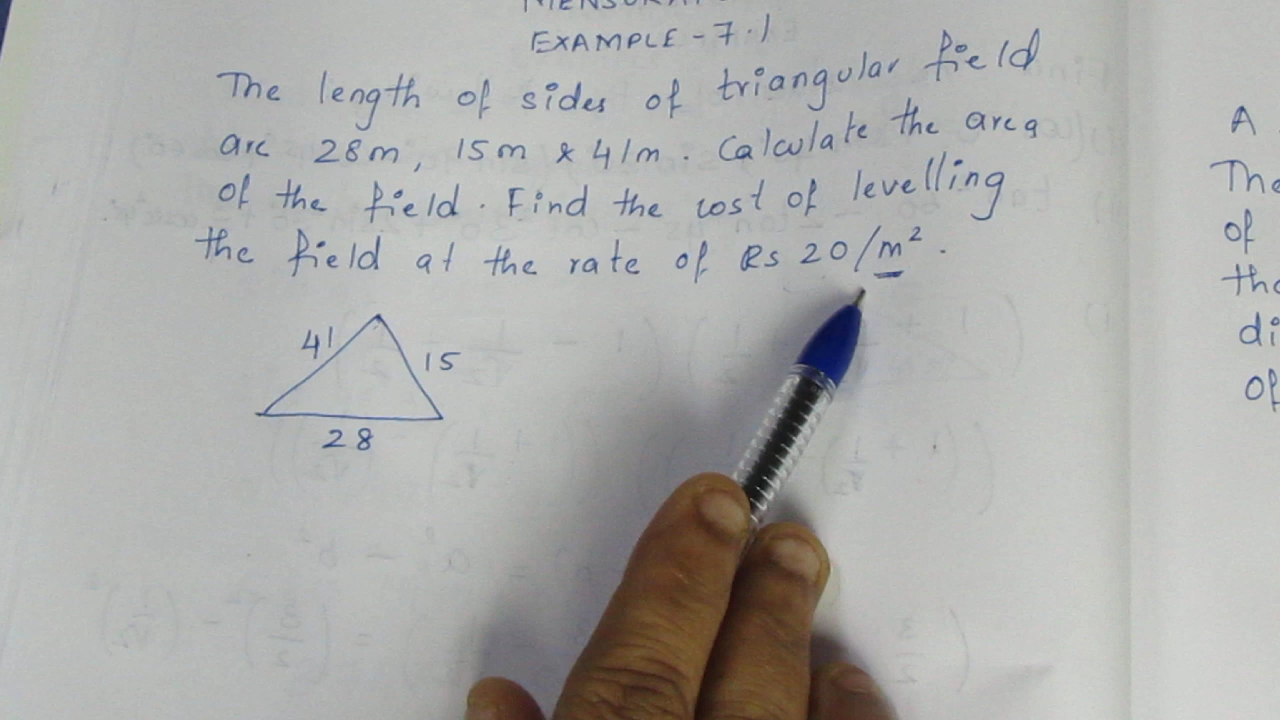 EXAMPLE - 7.1
The length of sides of triangular field
are 28m, 15m & 41m. Calculate the area
of the field. Find the cost of levelling
the field at the rate of Rs 20/m².
41
15
28
A
The
of
the
di
of